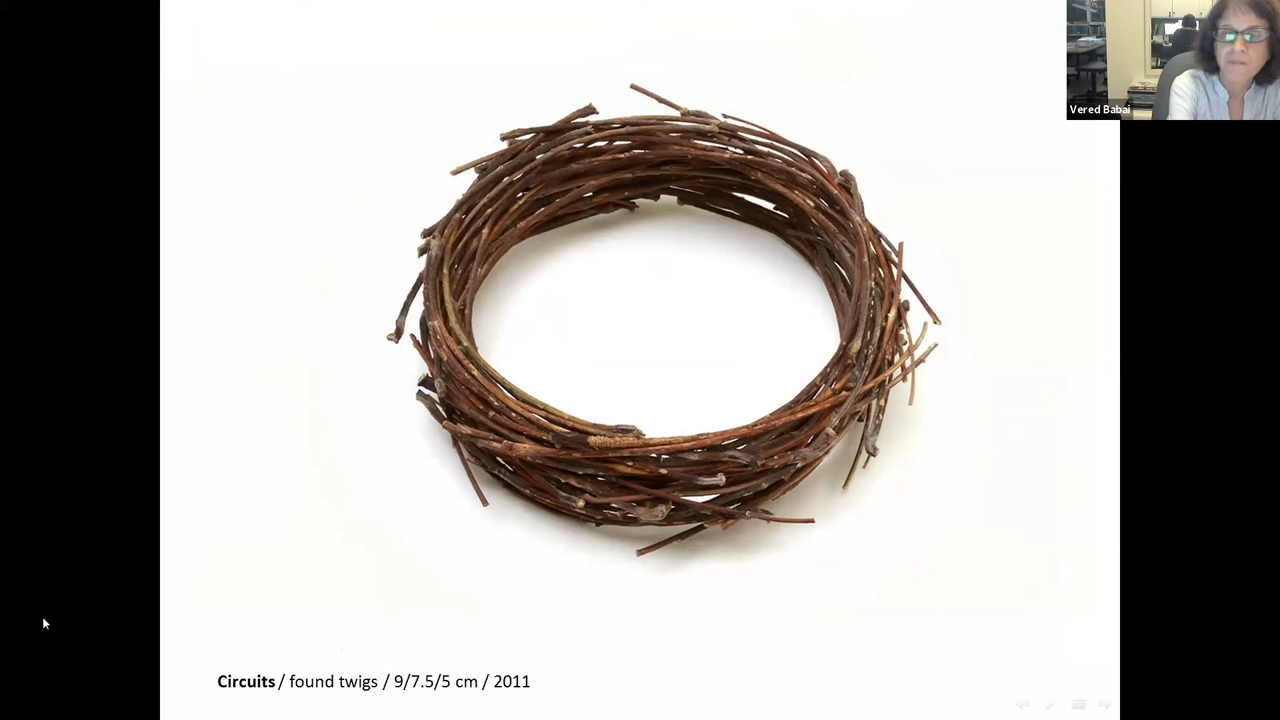 Vered Babai
Circuits / found twigs / 9/7.5/5 cm / 2011